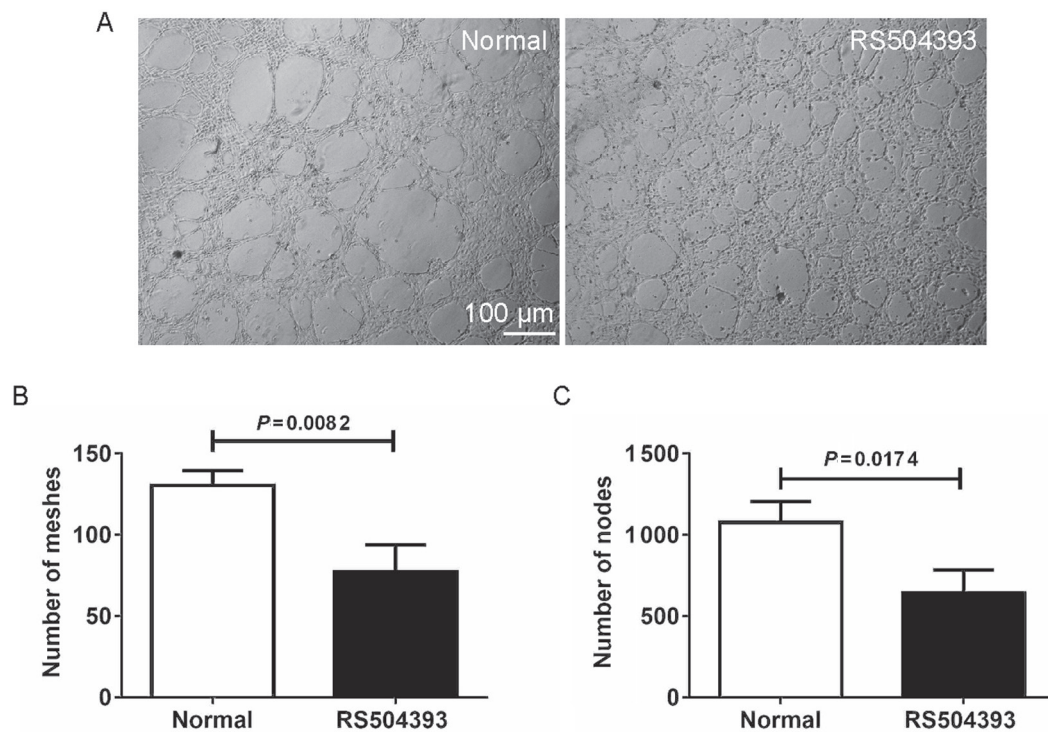 A
Normal
RS504393
100 µm
B
P=0.0082
150
100
50
0
Number of meshes
Normal
RS504393
C
P=0.0174
1 500
1 000
500
0
Number of nodes
Normal
RS504393